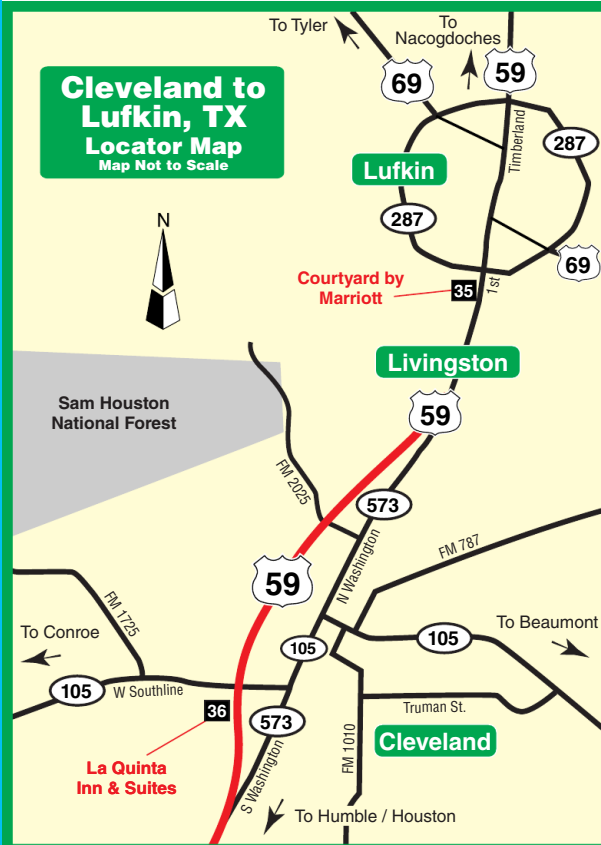 To Tyler
To
Nacogdoches
69
59
Cleveland to
Lufkin, TX
Locator Map
Map Not to Scale
Timberland
287
Lufkin
287
N
69
Courtyard by
Marriott
35
1st
Livingston
Sam Houston
National Forest
59
FM 2025
573
N Washington
FM 787
59
FM 1725
To Conroe
To Beaumont
105
105
105
W Southline
36
573
Truman St.
Cleveland
FM 1010
La Quinta
Inn & Suites
S Washington
To Humble / Houston